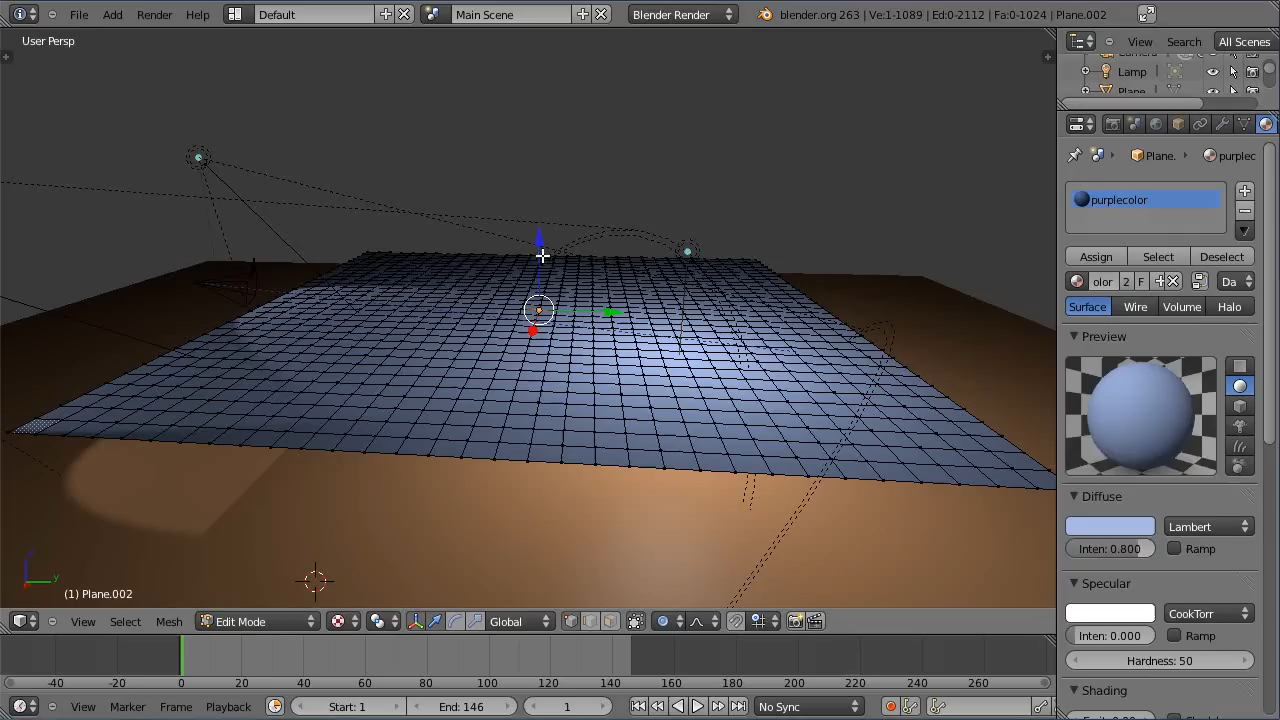 File Add Render Help Default Main Scene Blender Render blender.org 263 | Ve:1-1089 | Ed:0-2112 | Fa:0-1024 | Plane.002
User Persp
View Search All Scenes
Lamp
Plane
Plane. purplec
purplecolor
Assign Select Deselect
olor 2 F Da
Surface Wire Volume Halo
Preview
Diffuse
Lambert
Inten: 0.800 Ramp
Specular
CookTorr
Inten: 0.000 Ramp
Hardness: 50
Shading
y
(1) Plane.002
View Select Mesh Edit Mode Global
-40 -20 0 20 40 60 80 100 120 140 160 180 200 220 240 260
View Marker Frame Playback Start: 1 End: 146 1 No Sync